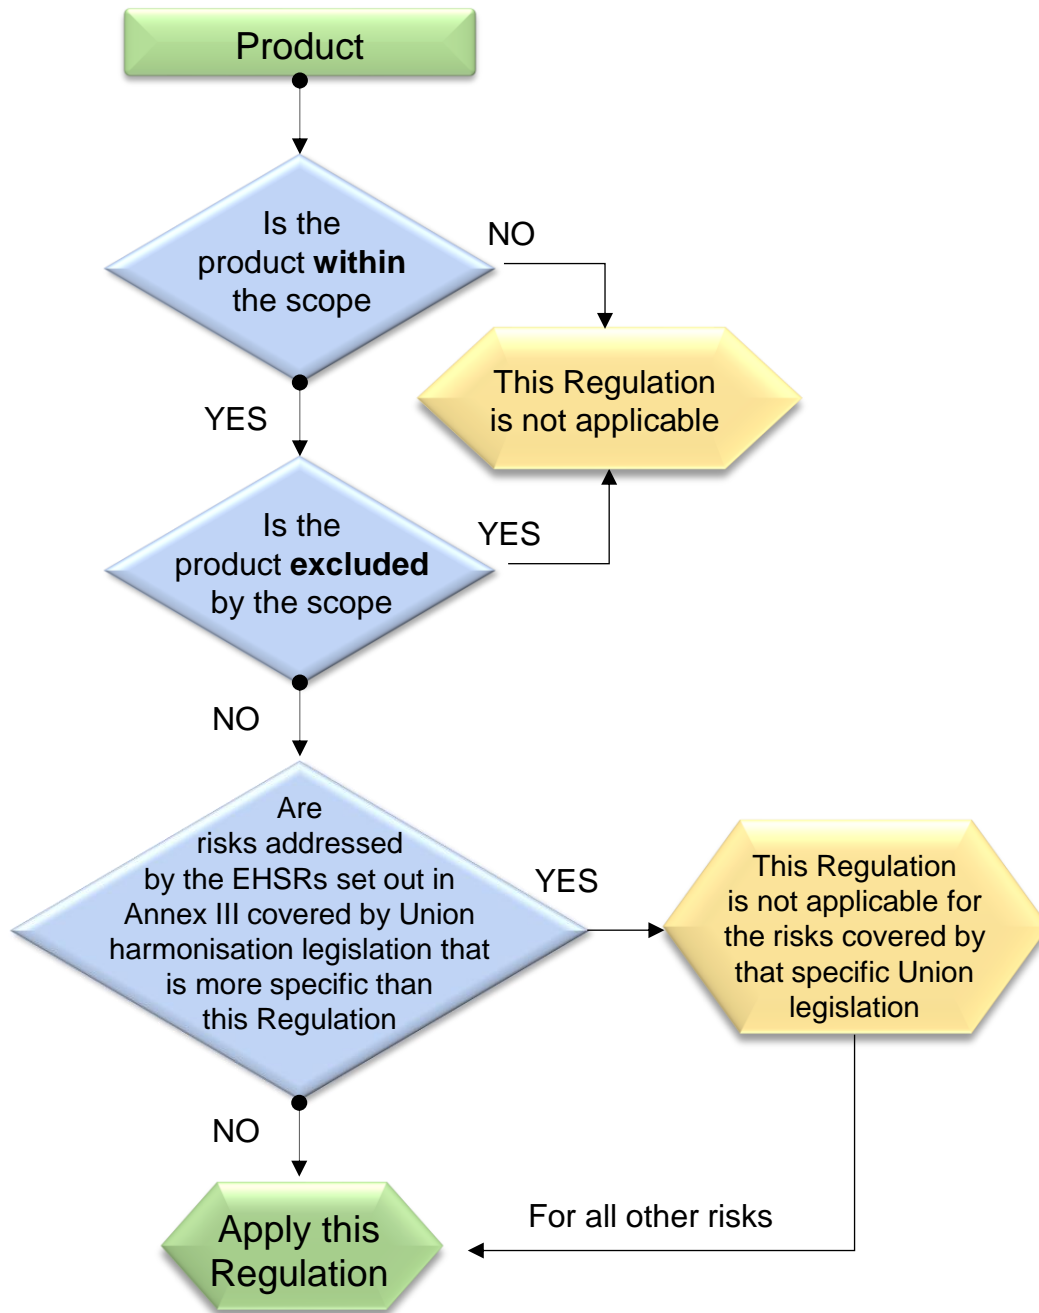 Product
Is the
product within
the scope
NO
This Regulation
is not applicable
YES
Is the
product excluded
by the scope
YES
NO
Are
risks addressed
by the EHSRs set out in
Annex III covered by Union
harmonisation legislation that
is more specific than
this Regulation
YES
This Regulation
is not applicable for
the risks covered by
that specific Union
legislation
NO
For all other risks
Apply this
Regulation